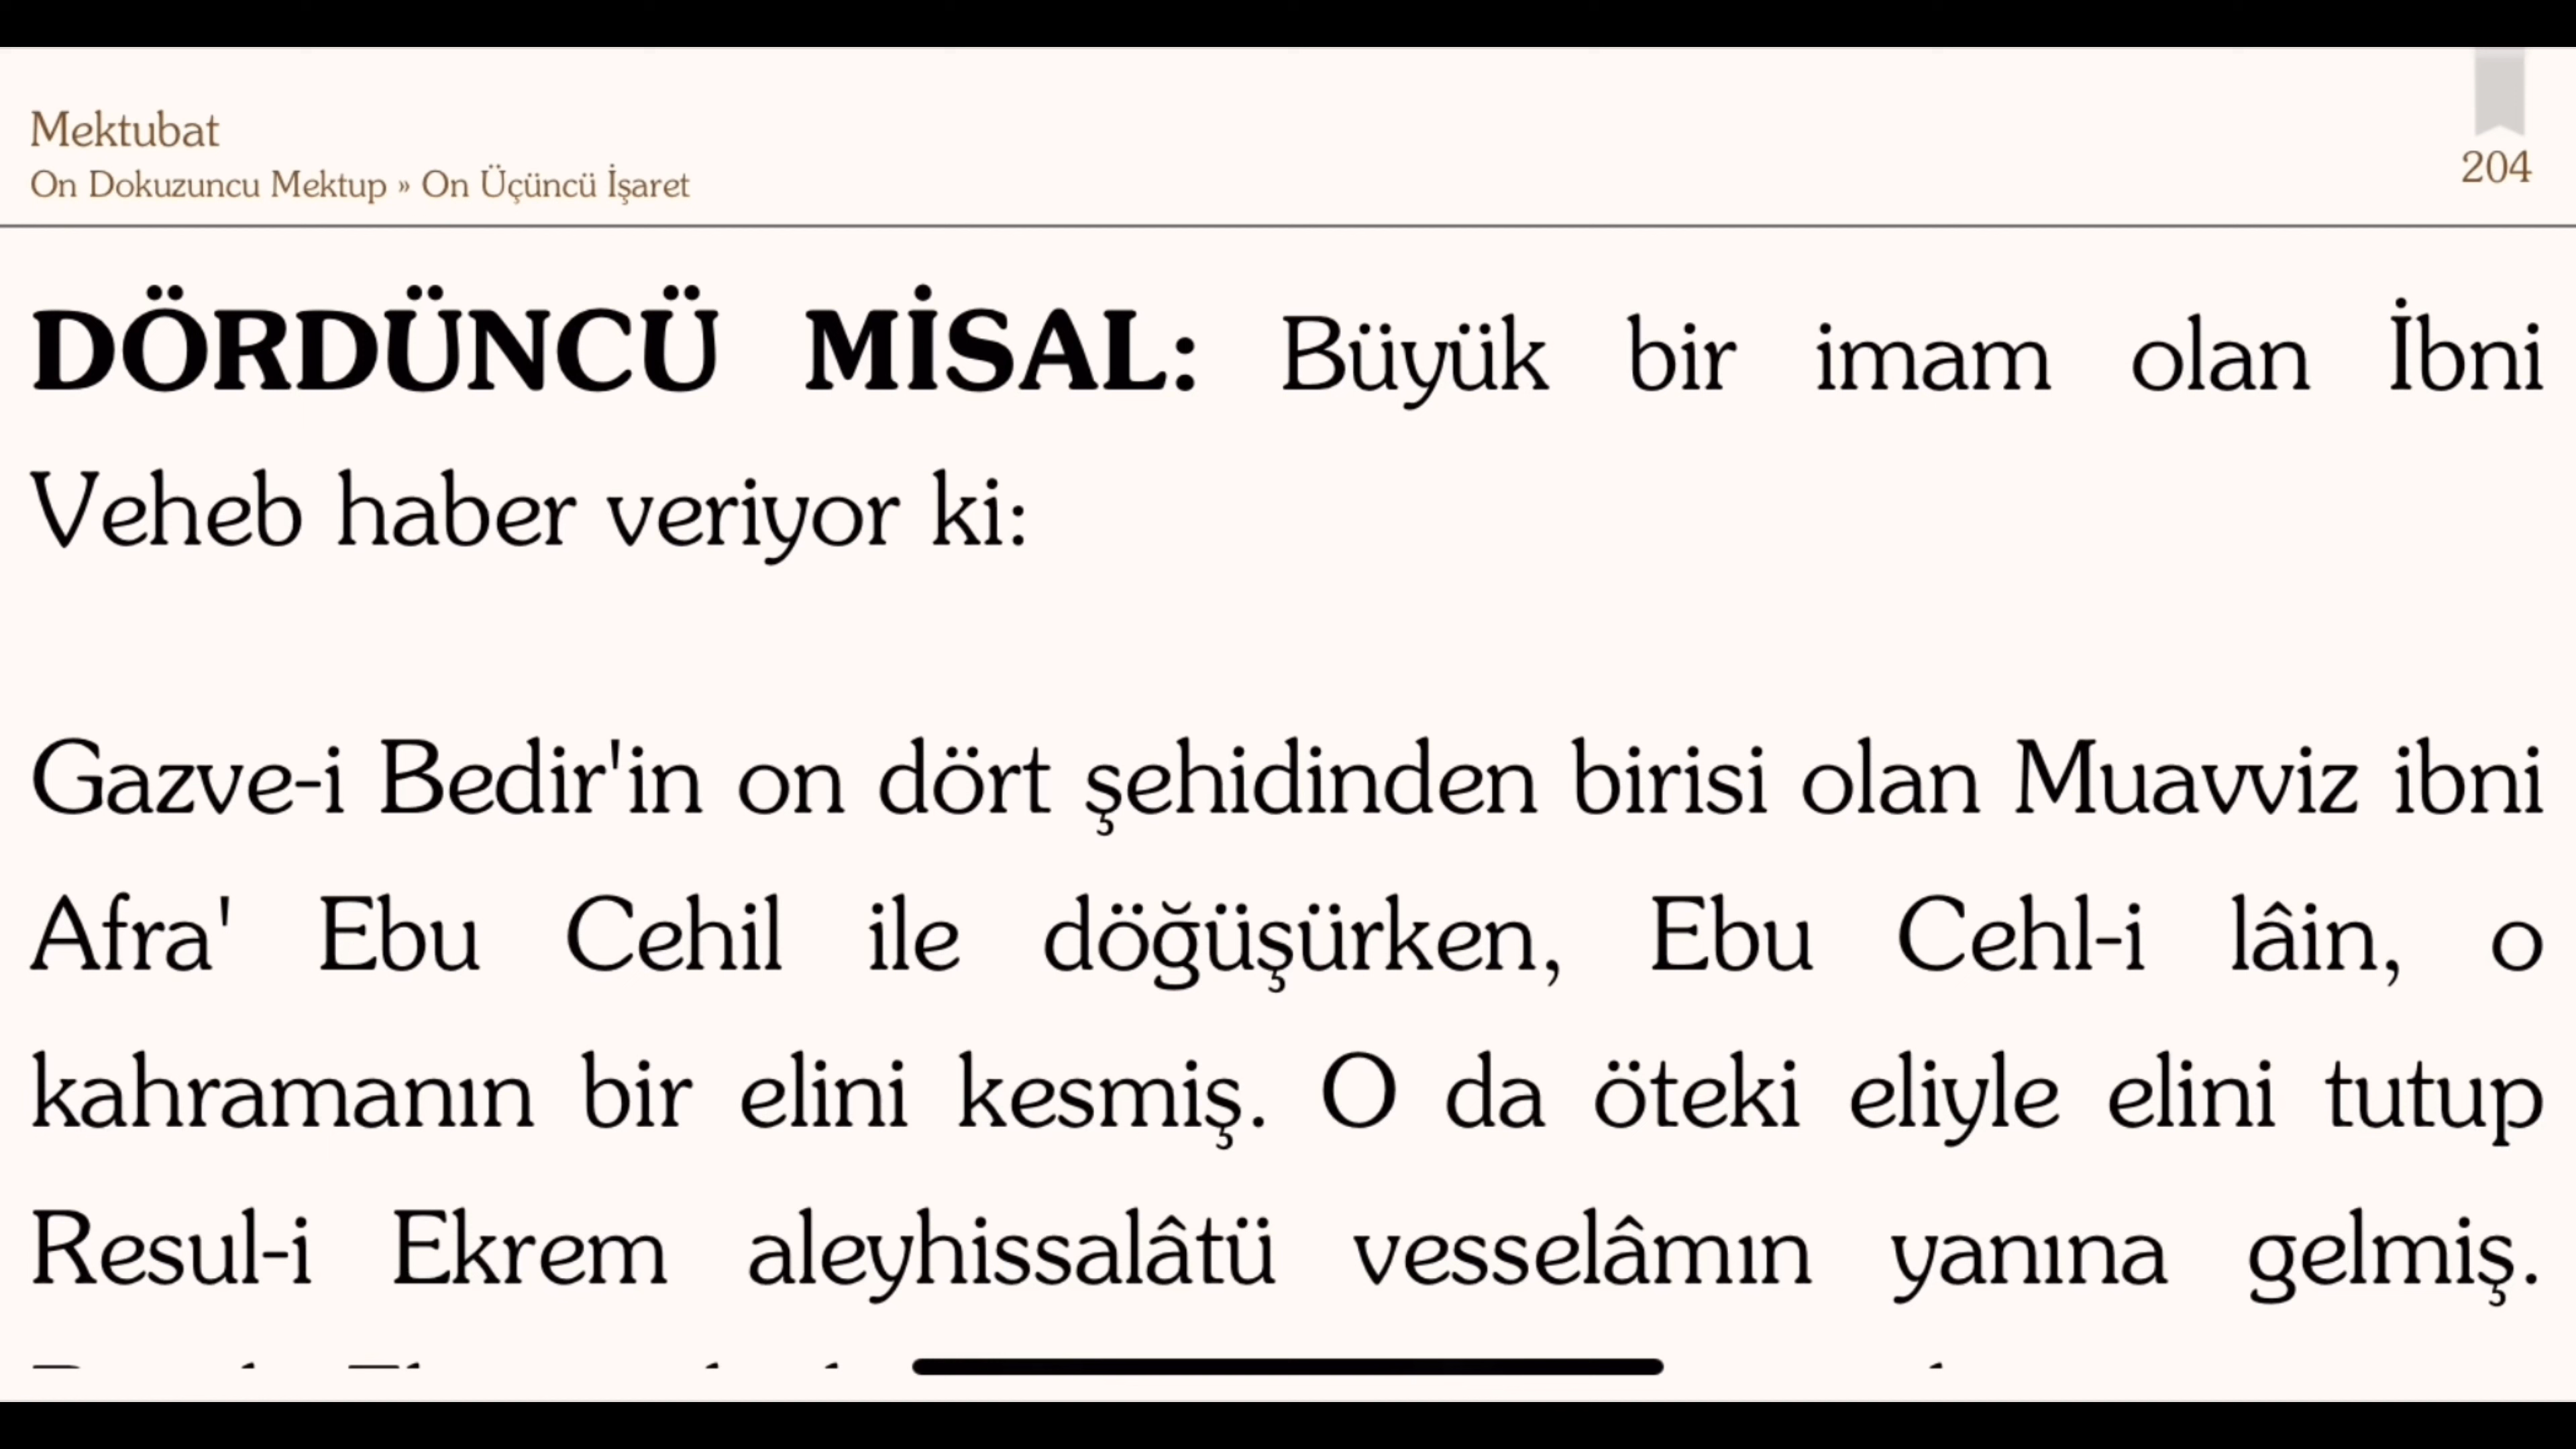 Mektubat
On Dokuzuncu Mektup » On Üçüncü İşaret
204
DÖRDÜNCÜ MİSAL: Büyük bir imam olan İbni
Veheb haber veriyor ki:
Gazve-i Bedir'in on dört şehidinden birisi olan Muavviz ibni
Afra' Ebu Cehil ile döğüşürken, Ebu Cehl-i lâin, o
kahramanın bir elini kesmiş. O da öteki eliyle elini tutup
Resul-i Ekrem aleyhissalâtü vesselâmın yanına gelmiş.